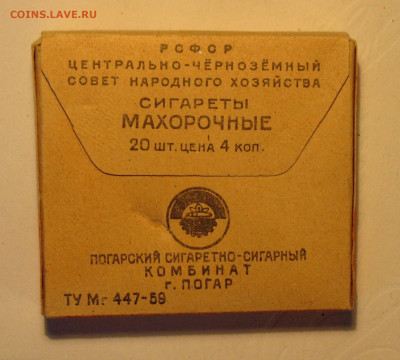 COINS.LAVE.RU
РСФСР
ЦЕНТРАЛЬНО-ЧЕРНОЗЁМНЫЙ
СОВЕТ НАРОДНОГО ХОЗЯЙСТВА
СИГАРЕТЫ
МАХОРОЧНЫЕ
20 ШТ. ЦЕНА 4 КОП.
ПОГАРСКИЙ СИГАРЕТНО-СИГАРНЫЙ
КОМБИНАТ
г. ПОГАР
ТУ Мг 447-59